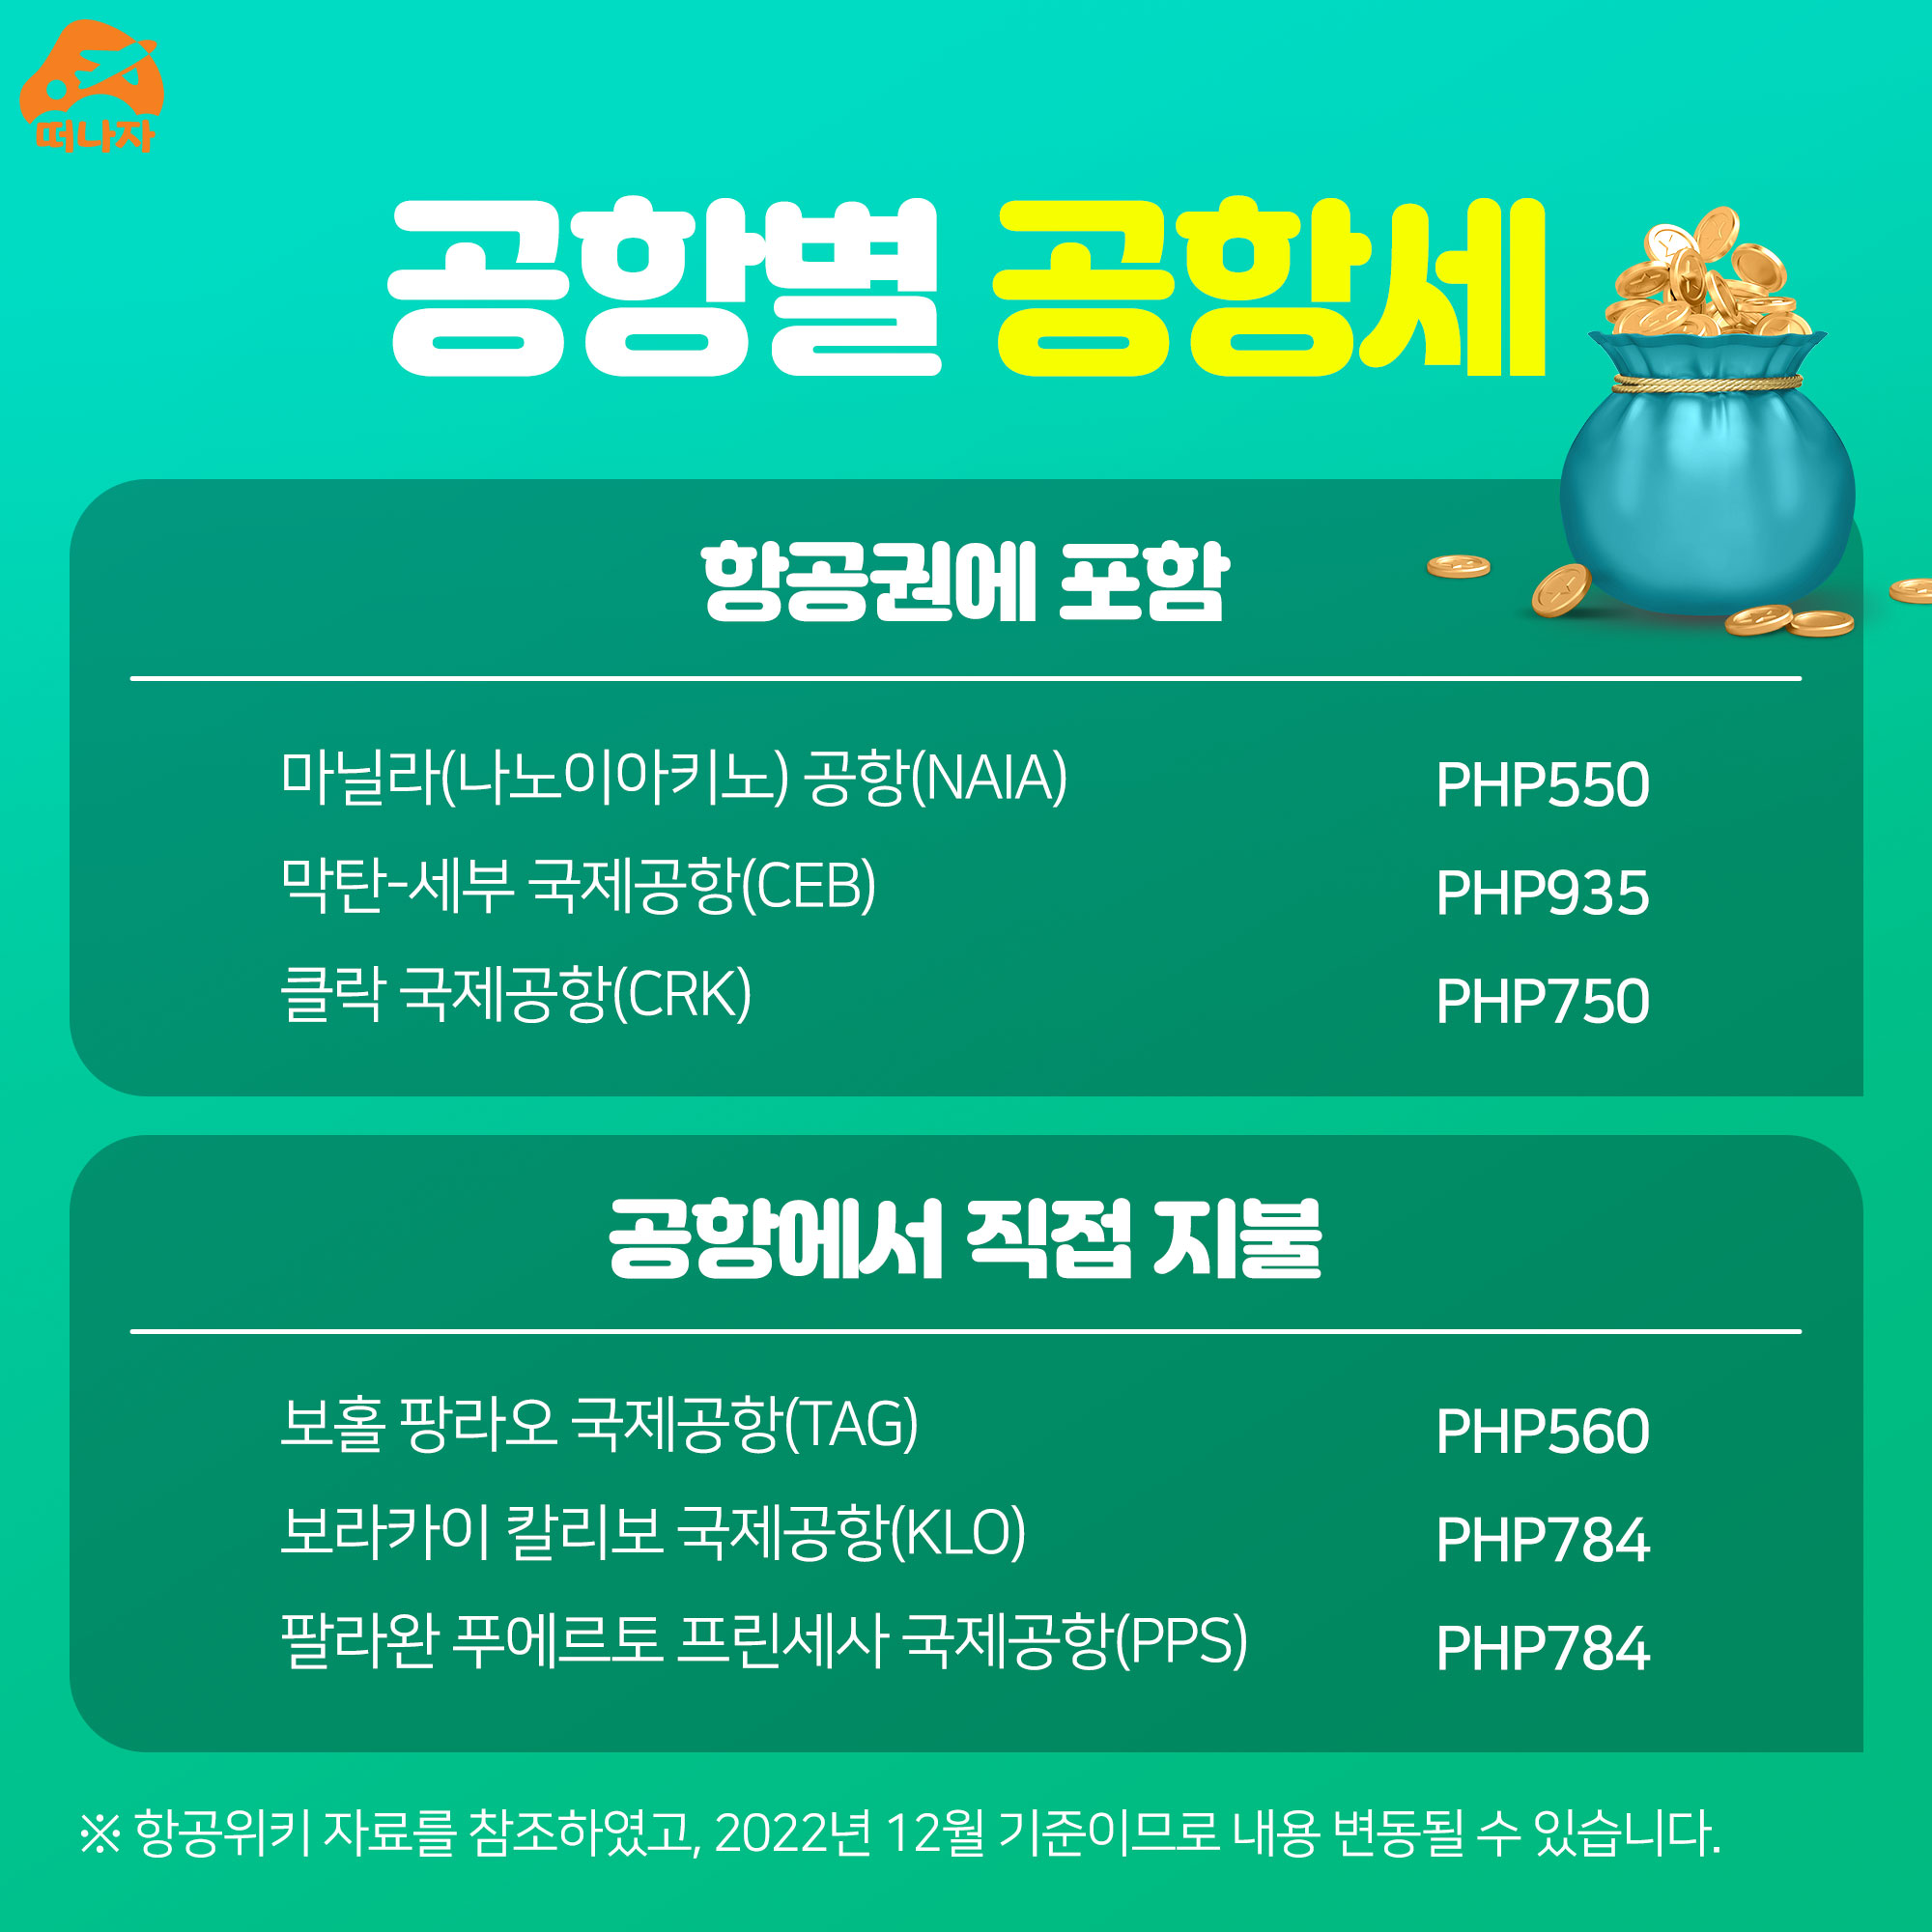 떠나자
공항별 공항세
항공권에 포함
마닐라(나노이아키노) 공항(NAIA) PHP550
막탄-세부 국제공항(CEB) PHP935
클락 국제공항(CRK) PHP750
공항에서 직접 지불
보홀 팡라오 국제공항(TAG) PHP560
보라카이 칼리보 국제공항(KLO) PHP784
팔라완 푸에르토 프린세사 국제공항(PPS) PHP784
※ 항공위키 자료를 참조하였고, 2022년 12월 기준이므로 내용 변동될 수 있습니다.